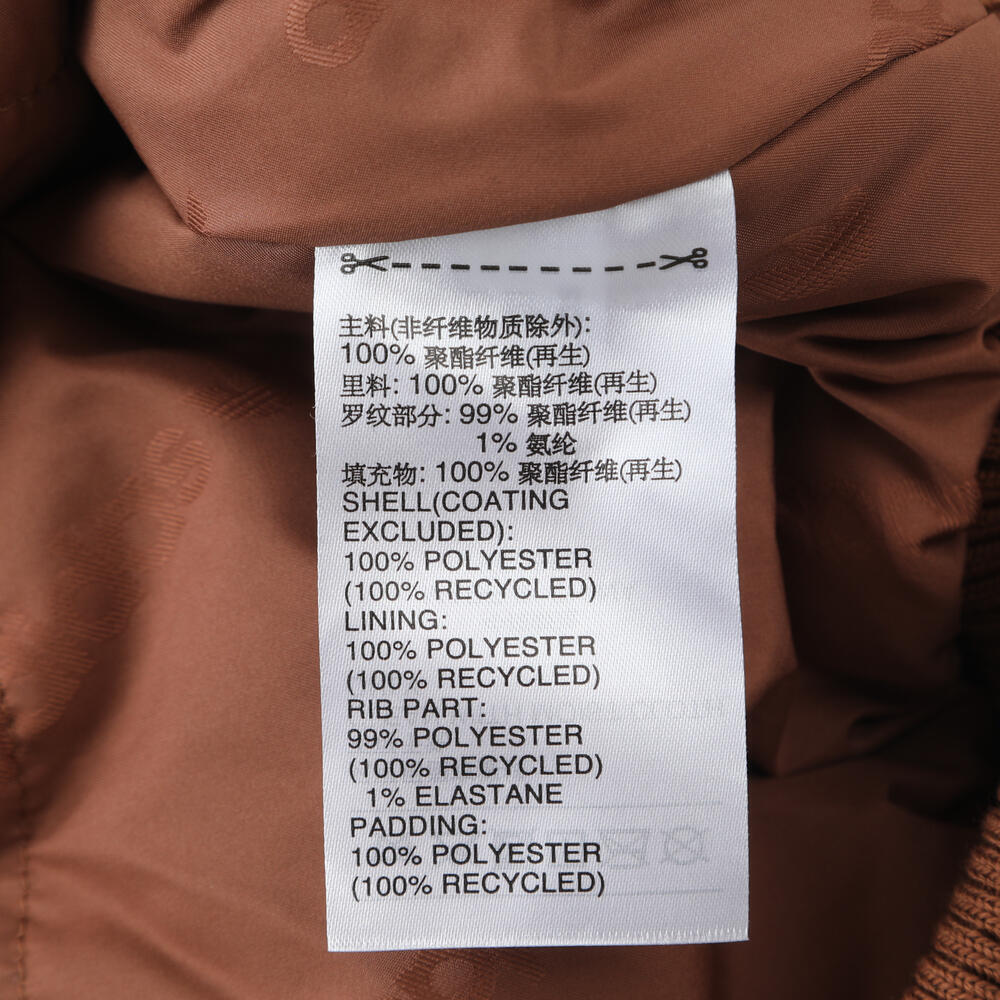 主料(非纤维物质除外):
100% 聚酯纤维(再生)
里料: 100% 聚酯纤维(再生)
罗纹部分: 99% 聚酯纤维(再生)
1% 氨纶
填充物: 100% 聚酯纤维(再生)
SHELL(COATING
EXCLUDED):
100% POLYESTER
(100% RECYCLED)
LINING:
100% POLYESTER
(100% RECYCLED)
RIB PART:
99% POLYESTER
(100% RECYCLED)
1% ELASTANE
PADDING:
100% POLYESTER
(100% RECYCLED)